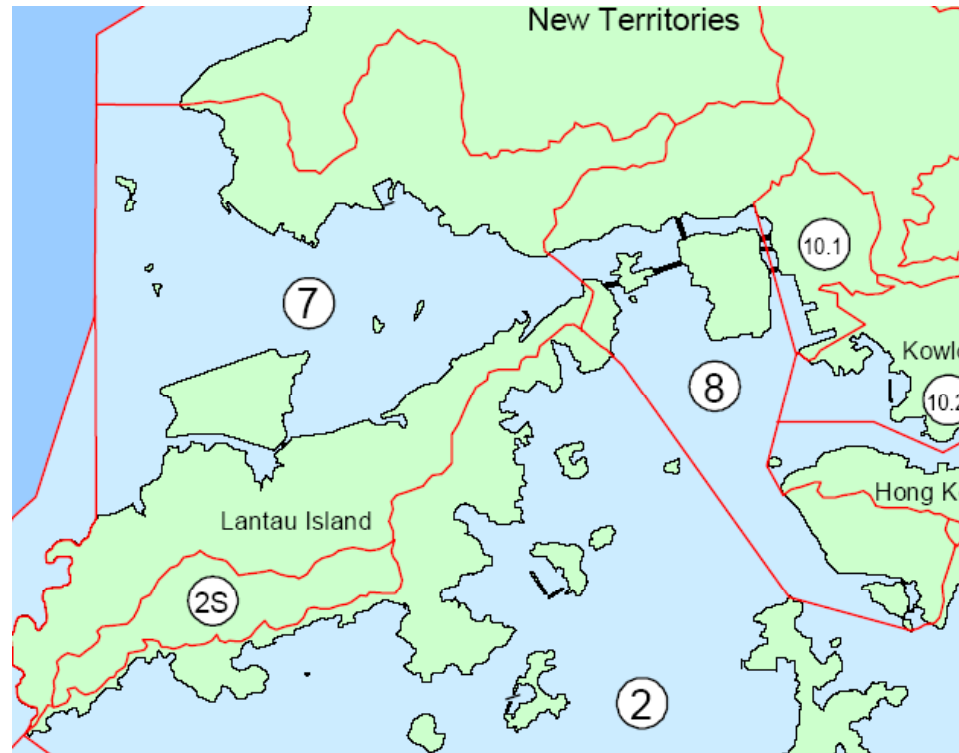 New Territories
10.1
7
Kowlo
8
10.2
Hong K
Lantau Island
2S
2